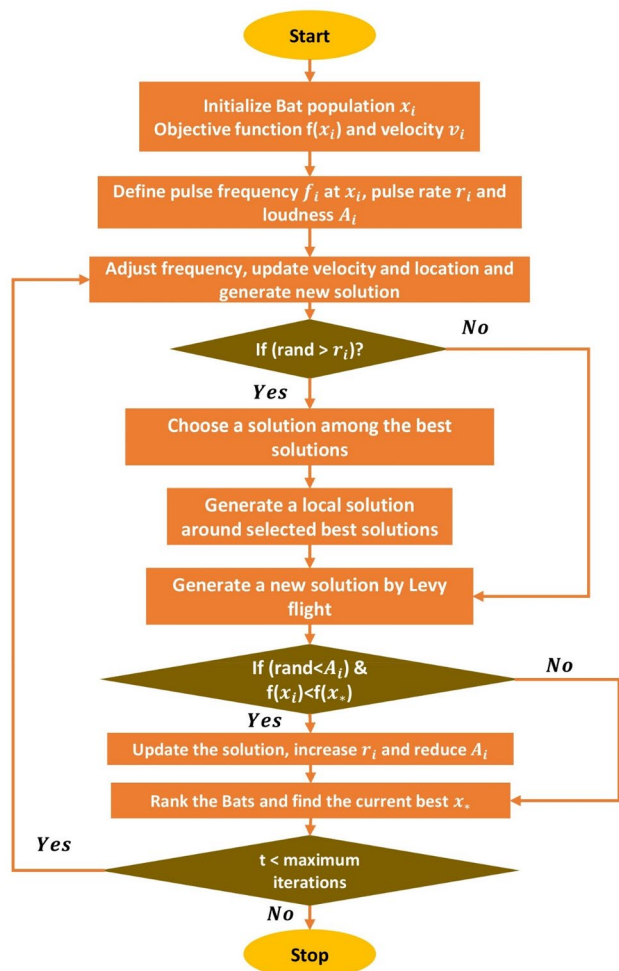 Start
Initialize Bat population xᵢ
Objective function f(xᵢ) and velocity vᵢ
Define pulse frequency fᵢ at xᵢ, pulse rate rᵢ and
loudness Aᵢ
Adjust frequency, update velocity and location and
generate new solution
No
If (rand > rᵢ)?
Yes
Choose a solution among the best
solutions
Generate a local solution
around selected best solutions
Generate a new solution by Levy
flight
If (rand<Aᵢ) &
f(xᵢ)<f(x*)
No
Yes
Update the solution, increase rᵢ and reduce Aᵢ
Rank the Bats and find the current best x*
Yes
t < maximum
iterations
No
Stop